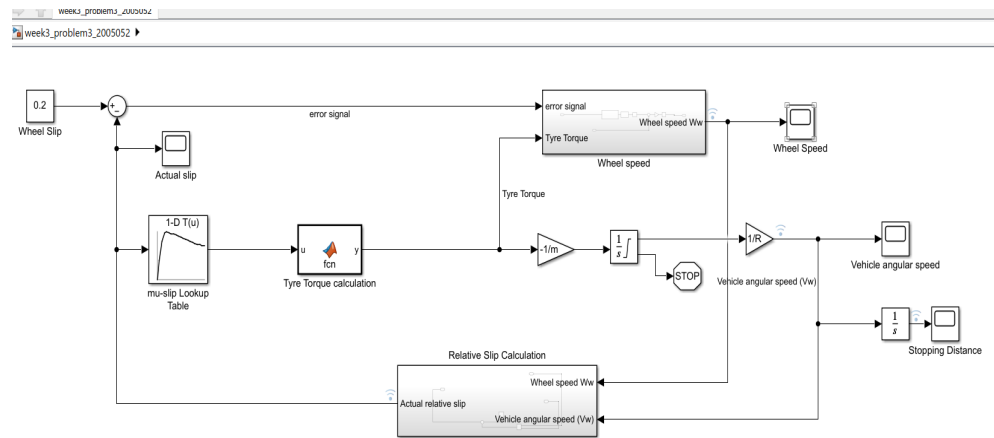 week3_problem3_2005052
week3_problem3_2005052
0.2
Wheel Slip
+
−
error signal
error signal
Tyre Torque
Wheel speed Ww
Wheel speed
Wheel Speed
Actual slip
Tyre Torque
1-D T(u)
mu-slip Lookup
Table
u
y
fcn
Tyre Torque calculation
-1/m
1
s
STOP
1/R
Vehicle angular speed (Vw)
Vehicle angular speed
1
s
Stopping Distance
Relative Slip Calculation
Wheel speed Ww
Actual relative slip
Vehicle angular speed (Vw)